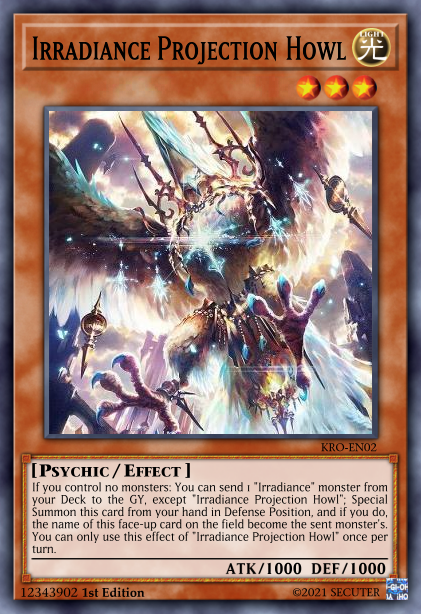 Irradiance Projection Howl
LIGHT
光
KRO-EN02
[Psychic/Effect]
If you control no monsters: You can send 1 "Irradiance" monster from
your Deck to the GY, except "Irradiance Projection Howl"; Special
Summon this card from your hand in Defense Position, and if you do,
the name of this face-up card on the field become the sent monster's.
You can only use this effect of "Irradiance Projection Howl" once per
turn.
ATK/1000 DEF/1000
12343902 1st Edition
©2021 SECUTER